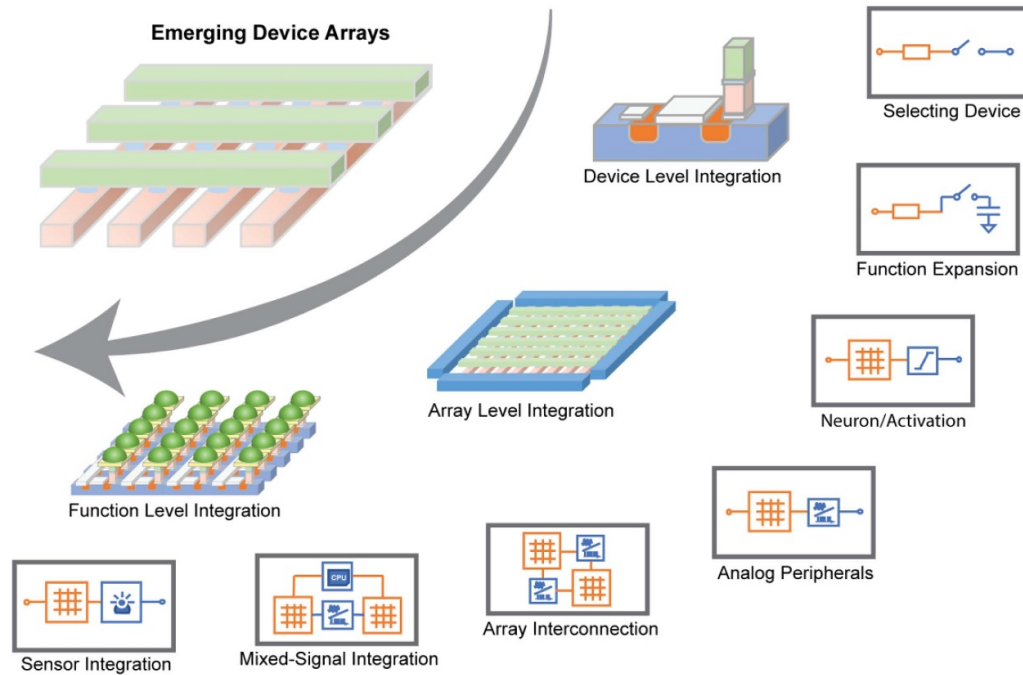 Emerging Device Arrays
Selecting Device
Device Level Integration
Function Expansion
Array Level Integration
Neuron/Activation
Function Level Integration
Analog Peripherals
CPU
Array Interconnection
Mixed-Signal Integration
Sensor Integration